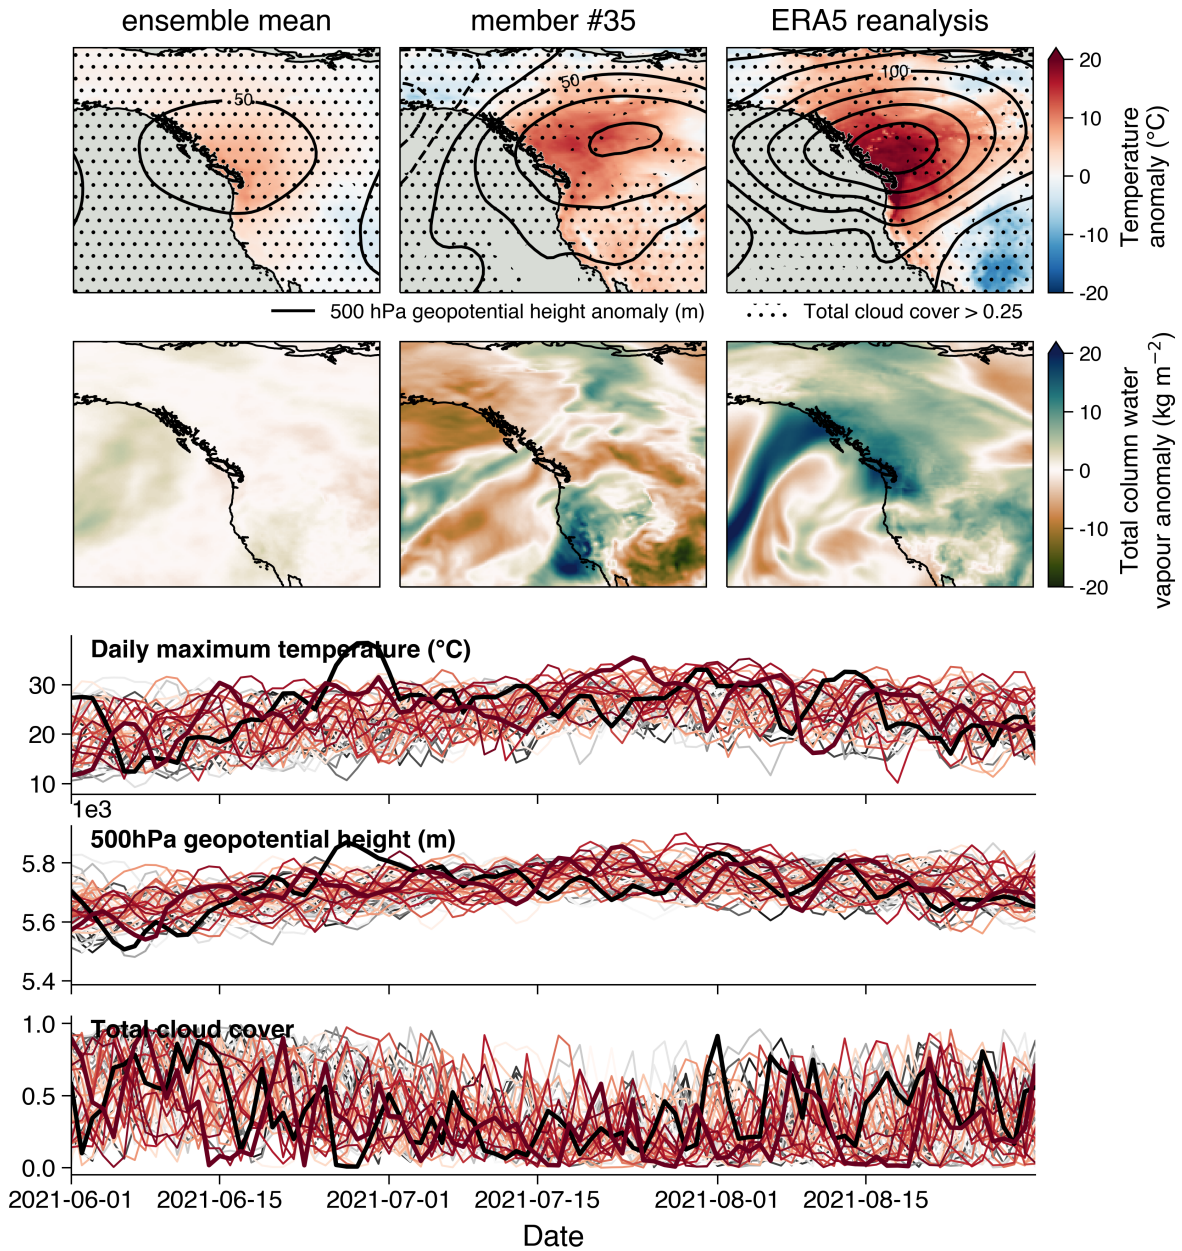 ensemble mean
member #35
ERA5 reanalysis
50
50
100
20
10
0
-10
-20
Temperature
anomaly (°C)
500 hPa geopotential height anomaly (m)
Total cloud cover > 0.25
20
10
0
-10
-20
Total column water
vapour anomaly (kg m⁻²)
Daily maximum temperature (°C)
30
20
10
1e3
500hPa geopotential height (m)
5.8
5.6
5.4
Total cloud cover
1.0
0.5
0.0
2021-06-01
2021-06-15
2021-07-01
2021-07-15
2021-08-01
2021-08-15
Date